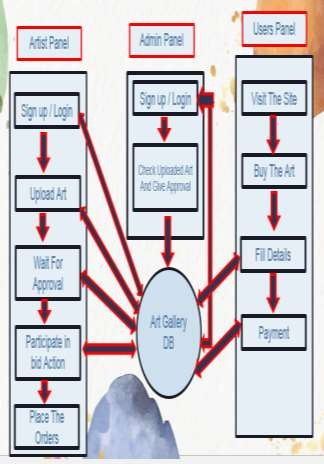 Artist Panel
Admin Panel
Users Panel
Sign up / Login
Upload Art
Wait For
Approval
Participate in
bid Action
Place The
Orders
Sign up / Login
Check Uploaded Art
And Give Approval
Art Gallery
DB
Visit The Site
Buy The Art
Fill Details
Payment